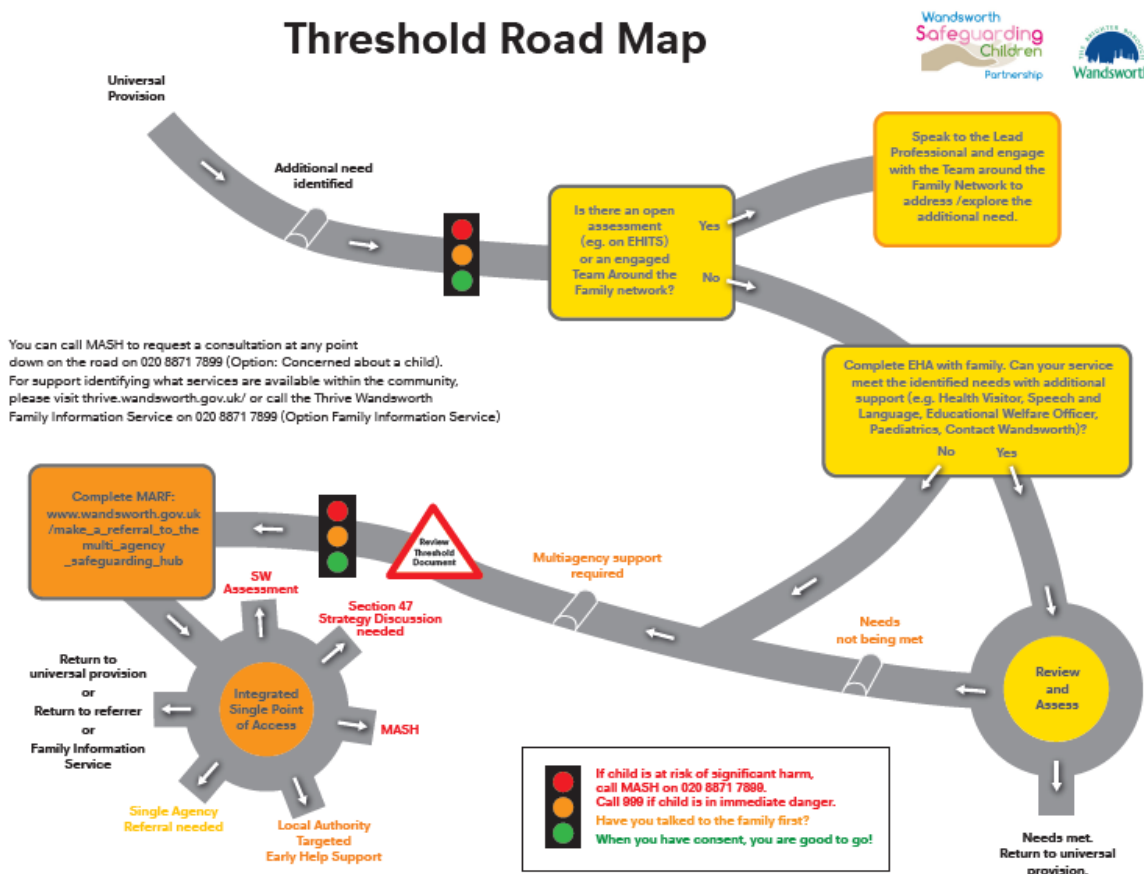 Threshold Road Map
Wandsworth
Safeguarding
Children
Partnership
THE BRIGHTER BOROUGH
Wandsworth
Universal
Provision
Additional need
identified
Is there an open
assessment
(eg. on EHITS)
or an engaged
Team Around the
Family network?
Yes
No
Speak to the Lead
Professional and engage
with the Team around the
Family Network to
address /explore the
additional need.
You can call MASH to request a consultation at any point
down on the road on 020 8871 7899 (Option: Concerned about a child).
For support identifying what services are available within the community,
please visit thrive.wandsworth.gov.uk/ or call the Thrive Wandsworth
Family Information Service on 020 8871 7899 (Option Family Information Service)
Complete EHA with family. Can your service
meet the identified needs with additional
support (e.g. Health Visitor, Speech and
Language, Educational Welfare Officer,
Paediatrics, Contact Wandsworth)?
No
Yes
Complete MARF:
www.wandsworth.gov.uk
/make_a_referral_to_the
multi_agency
_safeguarding_hub
Review
Threshold
Document
Multiagency support
required
Needs
not being met
Review
and
Assess
Needs met.
Return to universal
provision.
SW
Assessment
Section 47
Strategy Discussion
needed
Integrated
Single Point
of Access
MASH
Return to
universal provision
or
Return to referrer
or
Family Information
Service
Single Agency
Referral needed
Local Authority
Targeted
Early Help Support
If child is at risk of significant harm,
call MASH on 020 8871 7899.
Call 999 if child is in immediate danger.
Have you talked to the family first?
When you have consent, you are good to go!